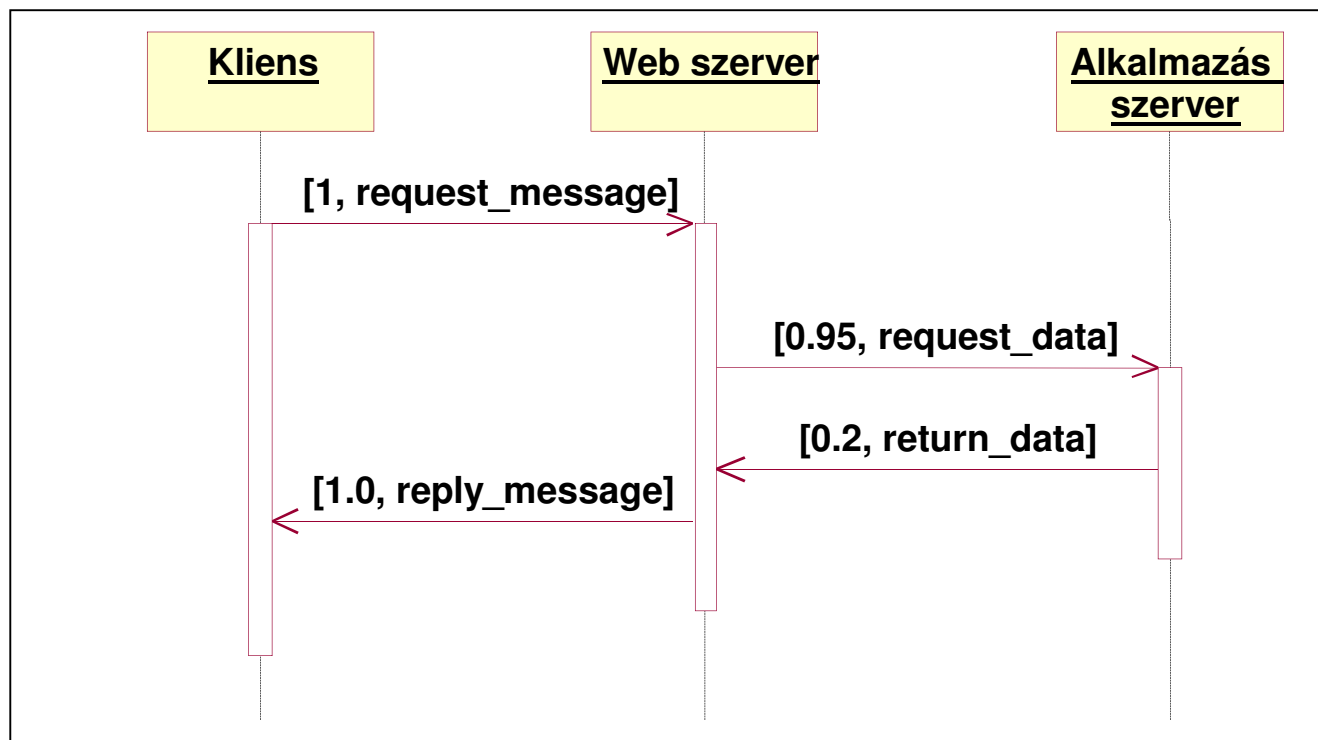 Kliens
Web szerver
Alkalmazás
szerver
[1, request_message]
[0.95, request_data]
[0.2, return_data]
[1.0, reply_message]